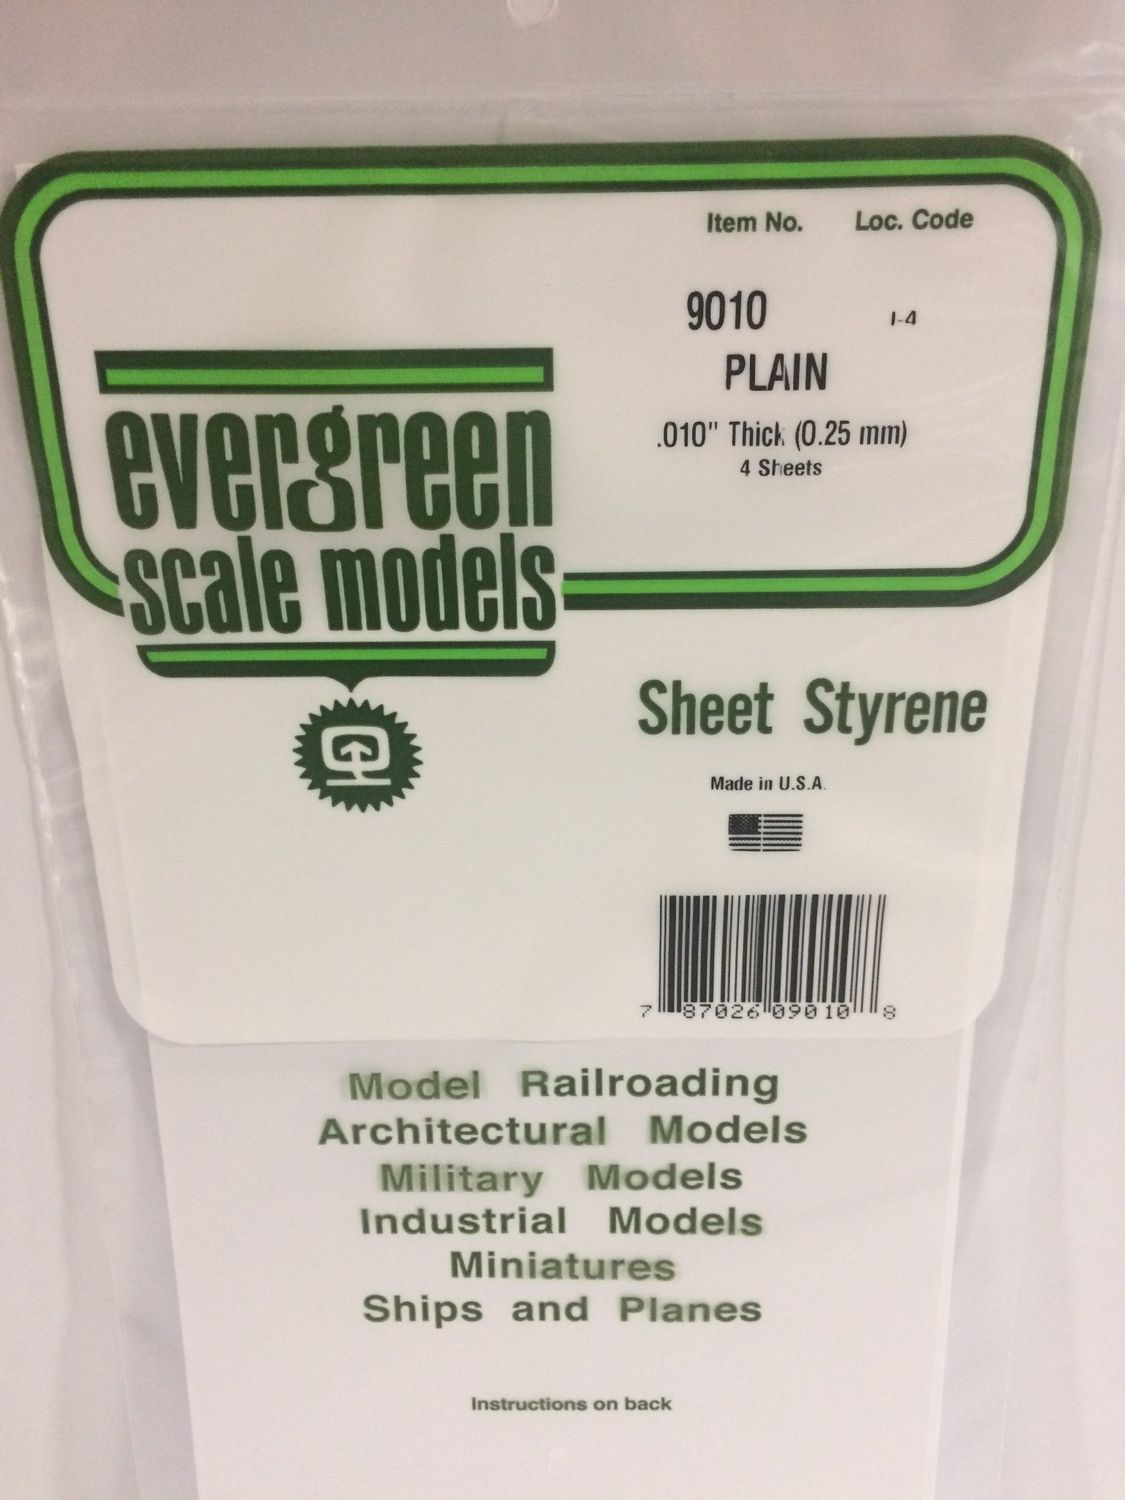 Item No. Loc. Code
9010 I-4
PLAIN
.010" Thick (0.25 mm)
4 Sheets
evergreen
scale models
Sheet Styrene
Made in U.S.A.
7 87026 09010 8
Model Railroading
Architectural Models
Military Models
Industrial Models
Miniatures
Ships and Planes
Instructions on back